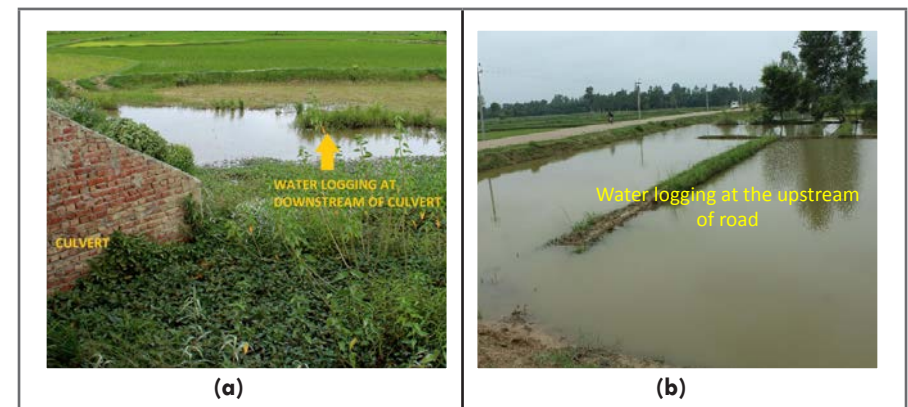 WATER LOGGING AT
DOWNSTREAM OF CULVERT
CULVERT
(a)
Water logging at the upstream
of road
(b)